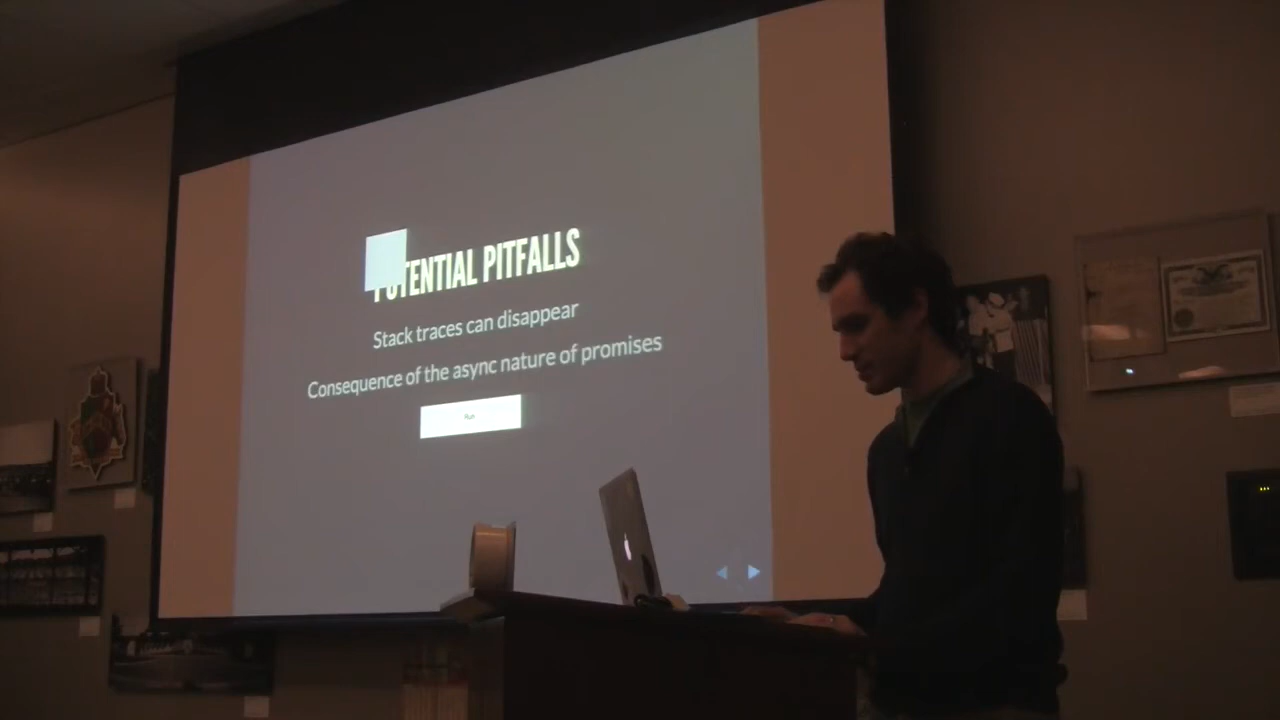 POTENTIAL PITFALLS
Stack traces can disappear
Consequence of the async nature of promises
Run